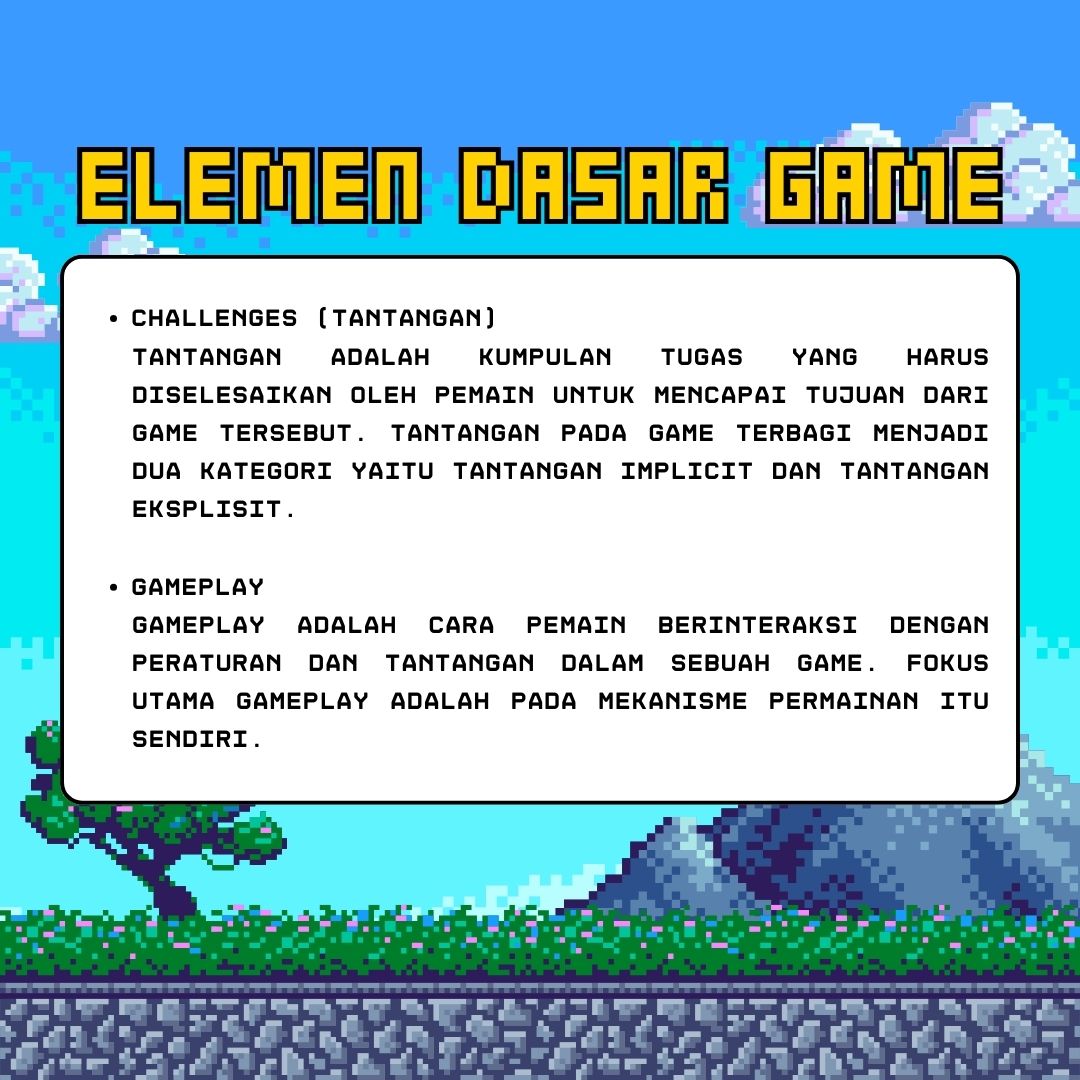 ELEMEN DASAR GAME
• CHALLENGES (TANTANGAN)
TANTANGAN ADALAH KUMPULAN TUGAS YANG HARUS
DISELESAIKAN OLEH PEMAIN UNTUK MENCAPAI TUJUAN DARI
GAME TERSEBUT. TANTANGAN PADA GAME TERBAGI MENJADI
DUA KATEGORI YAITU TANTANGAN IMPLICIT DAN TANTANGAN
EKSPLISIT.
• GAMEPLAY
GAMEPLAY ADALAH CARA PEMAIN BERINTERAKSI DENGAN
PERATURAN DAN TANTANGAN DALAM SEBUAH GAME. FOKUS
UTAMA GAMEPLAY ADALAH PADA MEKANISME PERMAINAN ITU
SENDIRI.